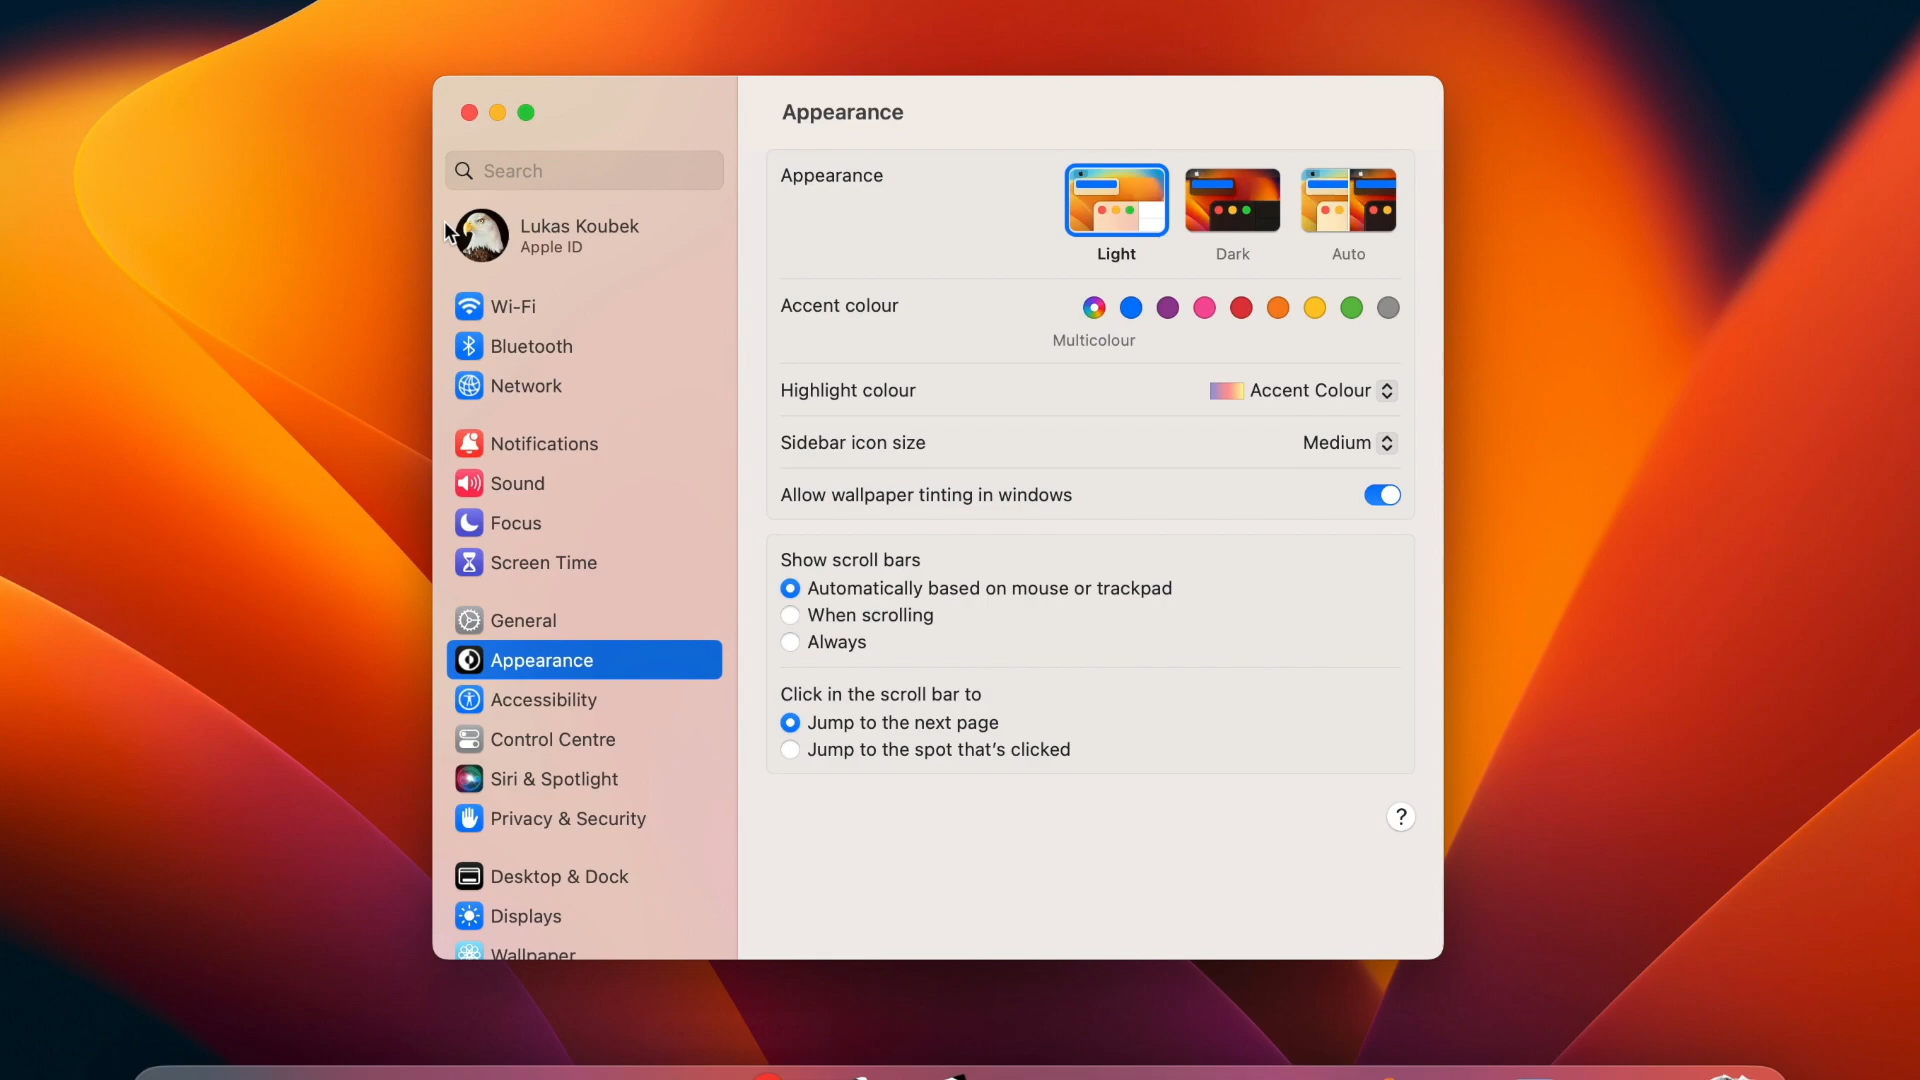 Search
Lukas Koubek
Apple ID
Wi-Fi
Bluetooth
Network
Notifications
Sound
Focus
Screen Time
General
Appearance
Accessibility
Control Centre
Siri & Spotlight
Privacy & Security
Desktop & Dock
Displays
Wallpaper
Appearance
Appearance
Light
Dark
Auto
Accent colour
Multicolour
Highlight colour
Accent Colour
Sidebar icon size
Medium
Allow wallpaper tinting in windows
Show scroll bars
Automatically based on mouse or trackpad
When scrolling
Always
Click in the scroll bar to
Jump to the next page
Jump to the spot that's clicked
?